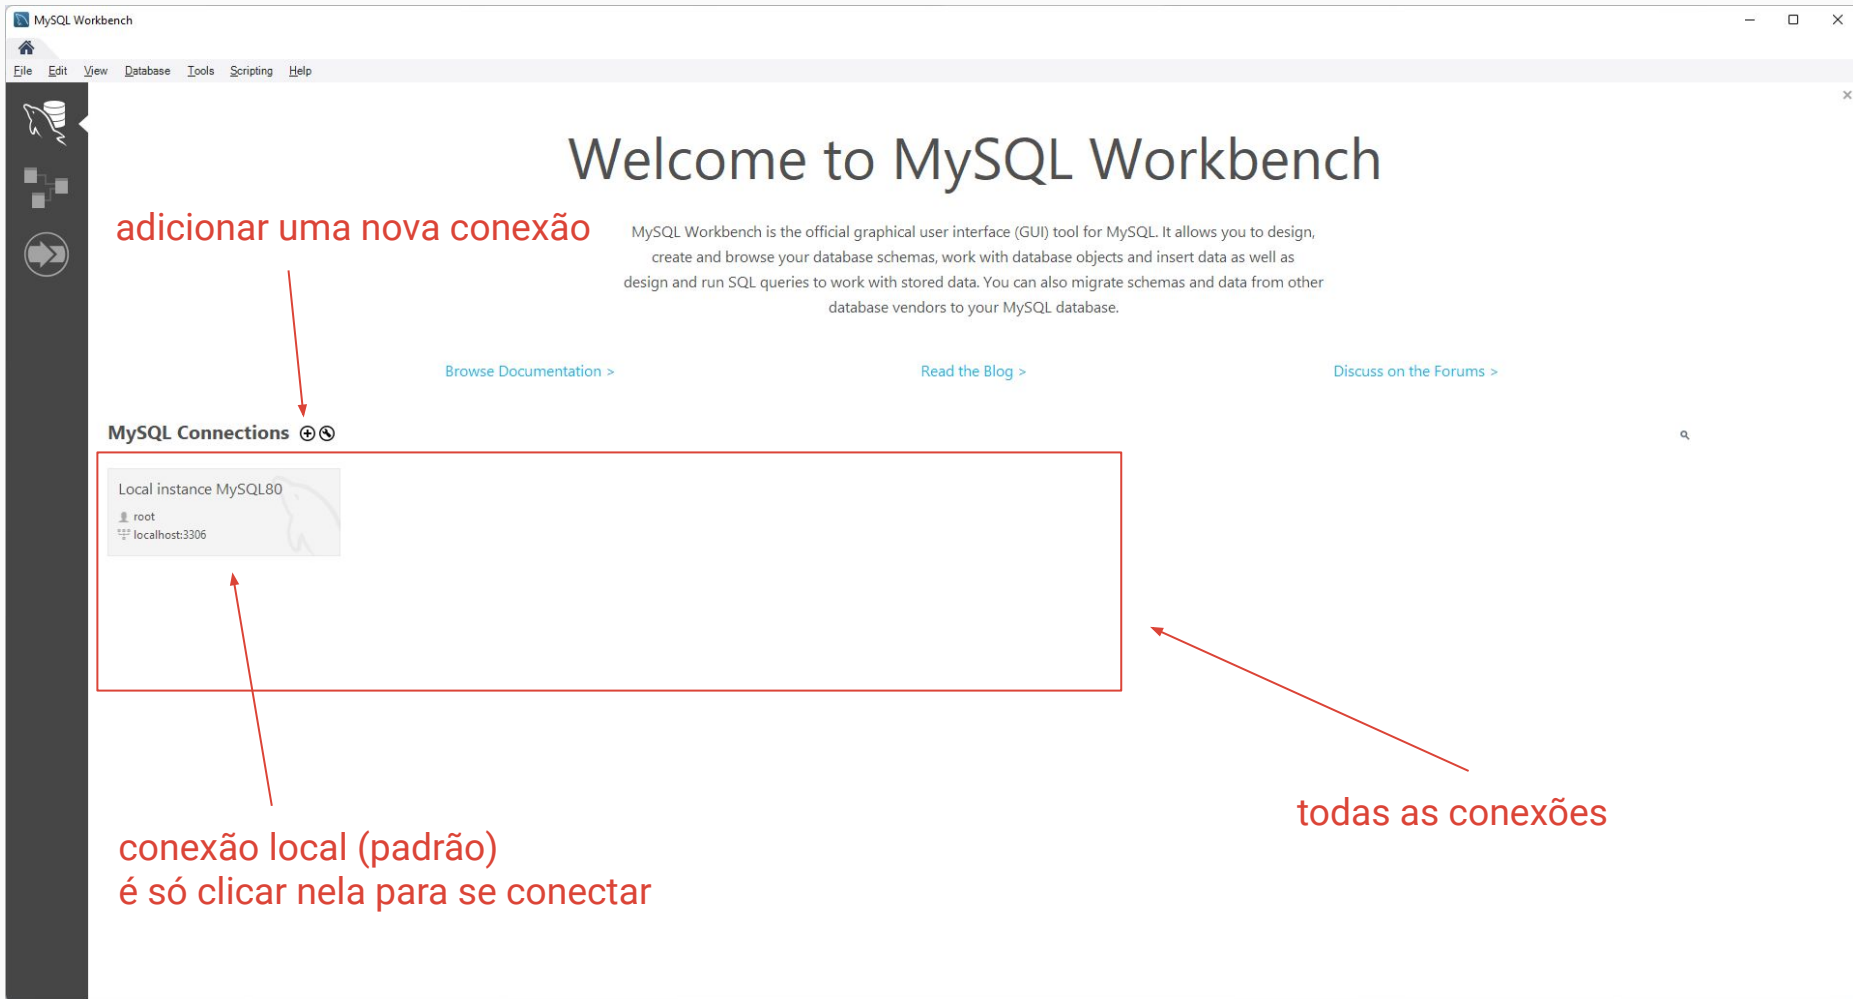 MySQL Workbench
File Edit View Database Tools Scripting Help
Welcome to MySQL Workbench
adicionar uma nova conexão
MySQL Workbench is the official graphical user interface (GUI) tool for MySQL. It allows you to design,
create and browse your database schemas, work with database objects and insert data as well as
design and run SQL queries to work with stored data. You can also migrate schemas and data from other
database vendors to your MySQL database.
Browse Documentation > Read the Blog > Discuss on the Forums >
MySQL Connections
Local instance MySQL80
root
localhost:3306
todas as conexões
conexão local (padrão)
é só clicar nela para se conectar